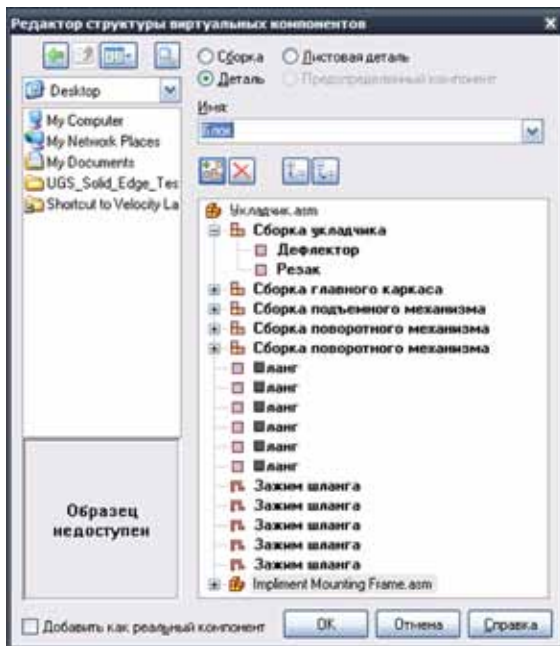 Редактор структуры виртуальных компонентов
Сборка
Листовая деталь
Деталь
Предопределенный компонент
Имя:
Блок
Desktop
My Computer
My Network Places
My Documents
UGS_Solid_Edge_Tes
Shortcut to Velocity La
Укладчик.asm
Сборка укладчика
Дефлектор
Резак
Сборка главного каркаса
Сборка подъемного механизма
Сборка поворотного механизма
Сборка поворотного механизма
Шланг
Шланг
Шланг
Шланг
Шланг
Шланг
Зажим шланга
Зажим шланга
Зажим шланга
Зажим шланга
Зажим шланга
Impliment Mounting Frame.asm
Образец
недоступен
Добавить как реальный компонент
OK
Отмена
Справка